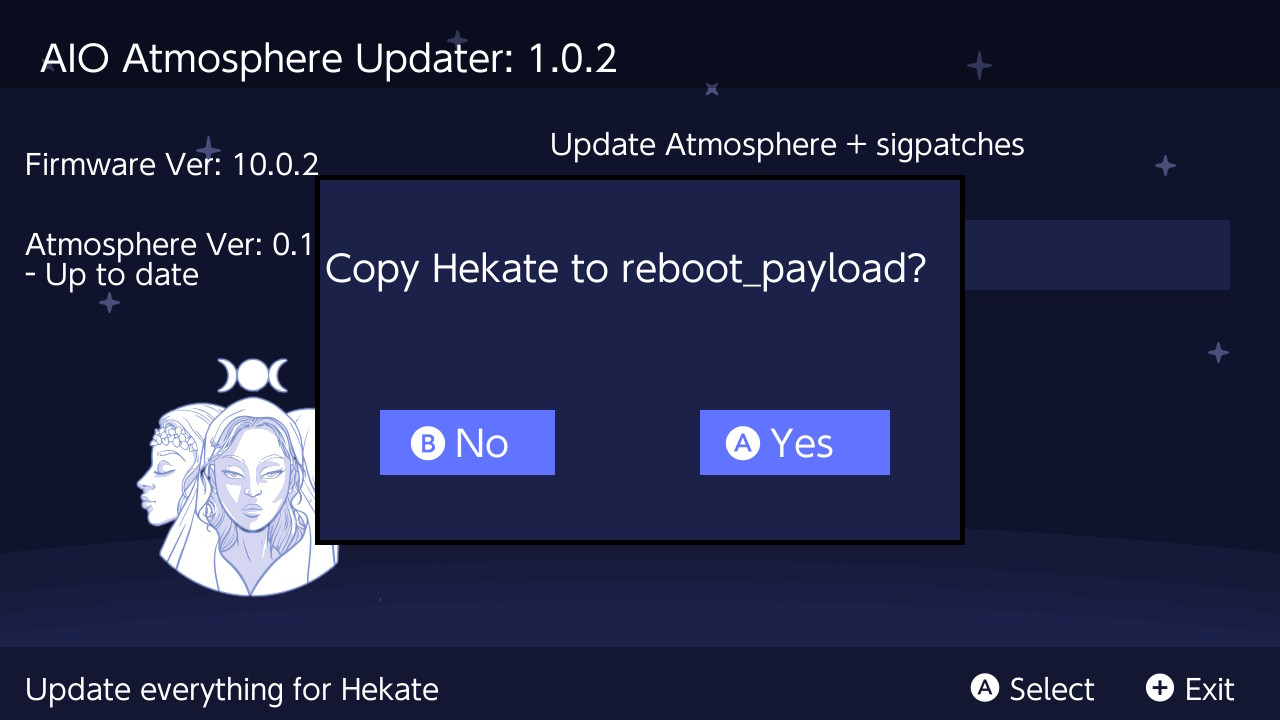 AIO Atmosphere Updater: 1.0.2
Update Atmosphere + sigpatches
Firmware Ver: 10.0.2
Atmosphere Ver: 0.1
- Up to date
Copy Hekate to reboot_payload?
B No
A Yes
Update everything for Hekate
A Select
+ Exit